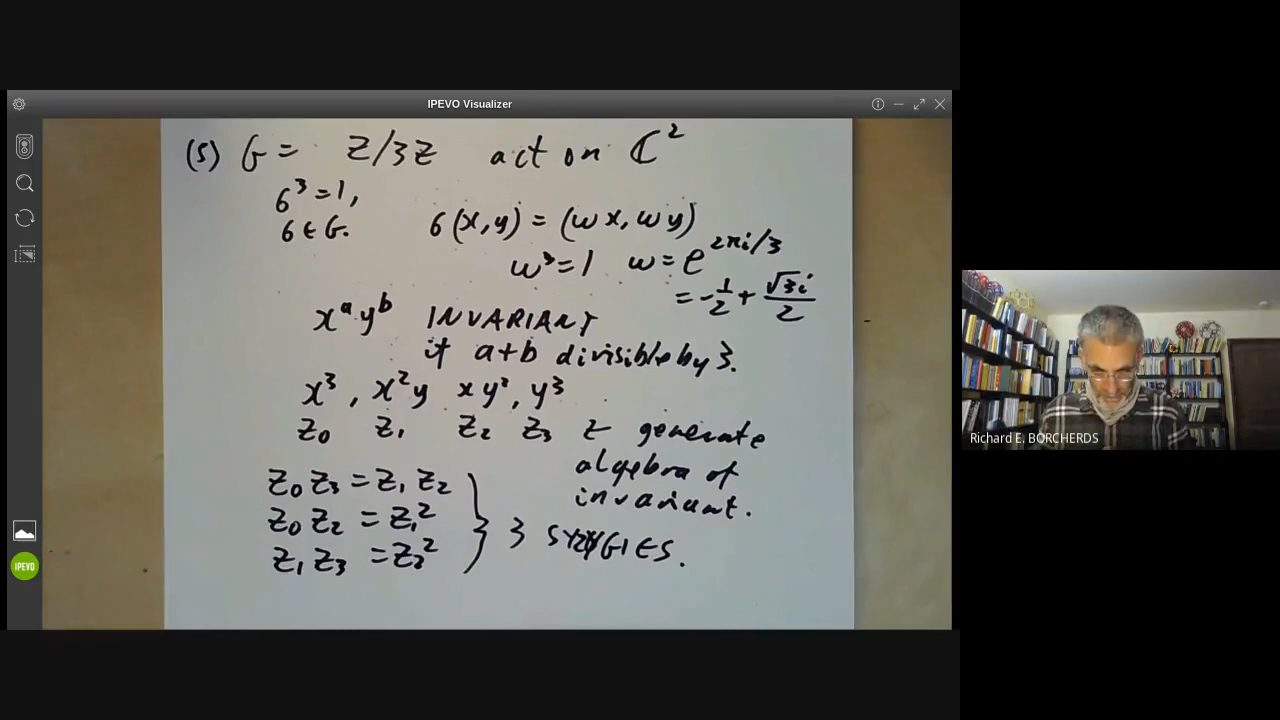 IPEVO Visualizer
(5) G = Z/3Z act on ℂ²
σ³=1,
σ ∈ G. σ(x,y) = (ωx, ωy)
ω³=1 ω = e^{2πi/3}
= -1/2 + √3i/2
x^a y^b INVARIANT
if a+b divisible by 3.
x³, x²y xy², y³
z₀ z₁ z₂ z₃ ← generate
algebra of
invariant.
z₀z₃ = z₁z₂
z₀z₂ = z₁²
z₁z₃ = z₂²
} 3 SYZYGIES.
Richard E. BORCHERDS
IPEVO